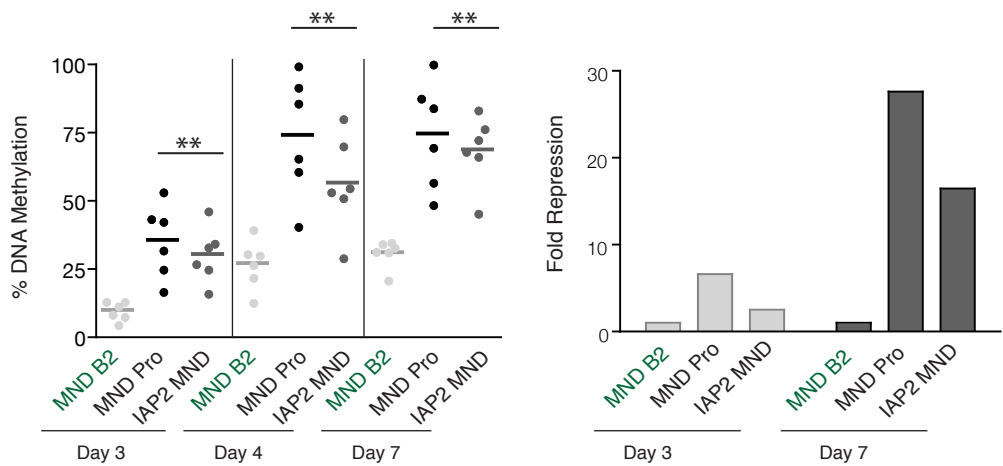 **
**
**
% DNA Methylation
100
75
50
25
0
MND B2
MND Pro
IAP2 MND
MND B2
MND Pro
IAP2 MND
MND B2
MND Pro
IAP2 MND
Day 3
Day 4
Day 7
Fold Repression
30
20
10
0
MND B2
MND Pro
IAP2 MND
MND B2
MND Pro
IAP2 MND
Day 3
Day 7